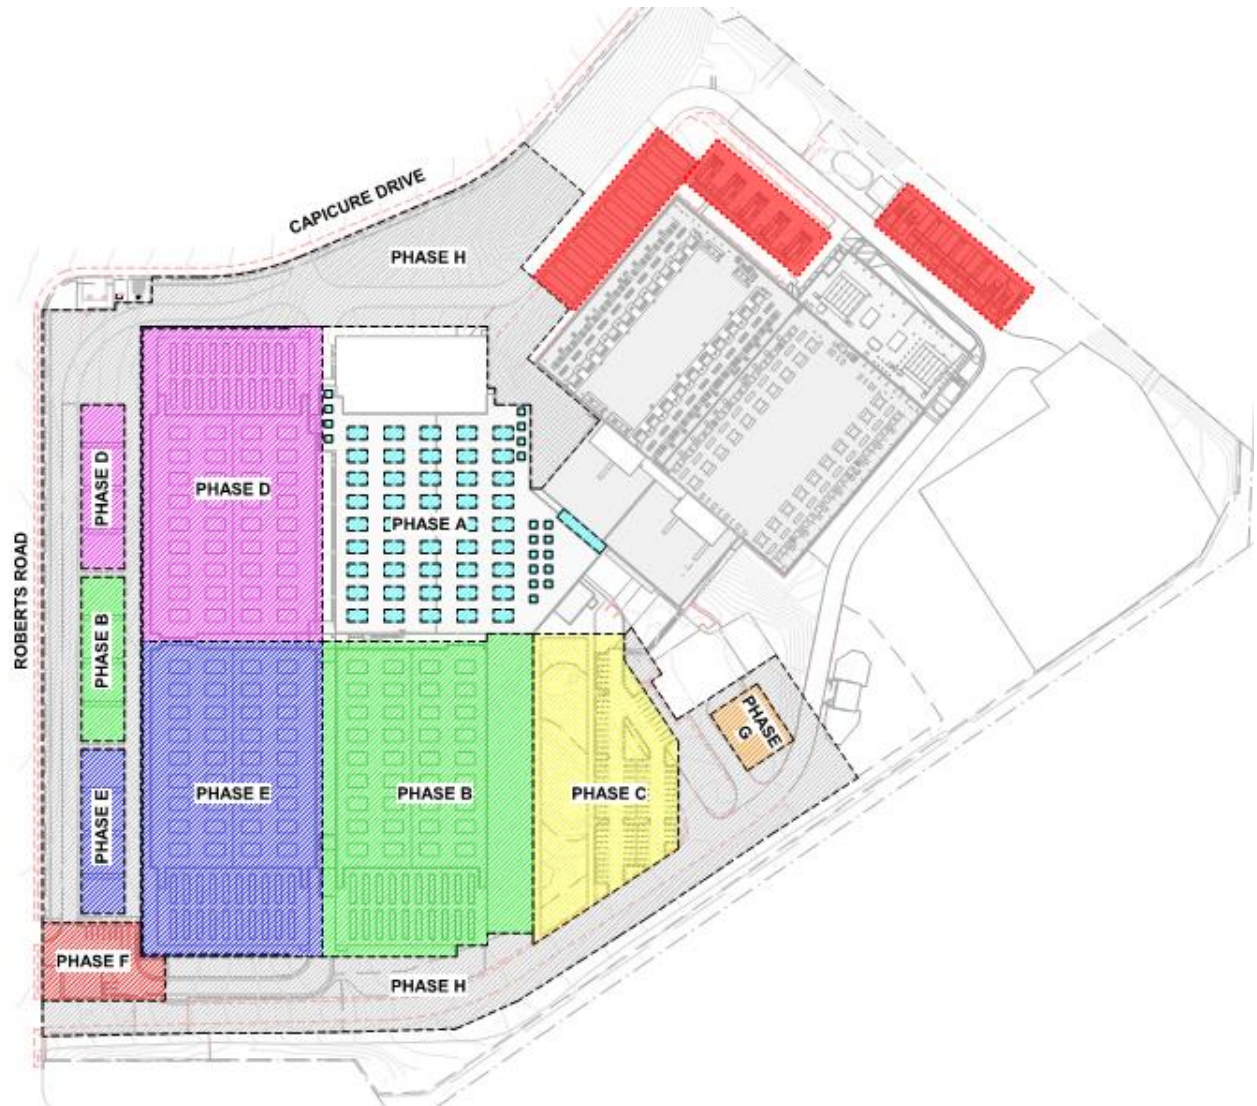 CAPICURE DRIVE
PHASE H
PHASE D
PHASE D
PHASE A
ROBERTS ROAD
PHASE B
PHASE G
PHASE E
PHASE E
PHASE B
PHASE C
PHASE F
PHASE H